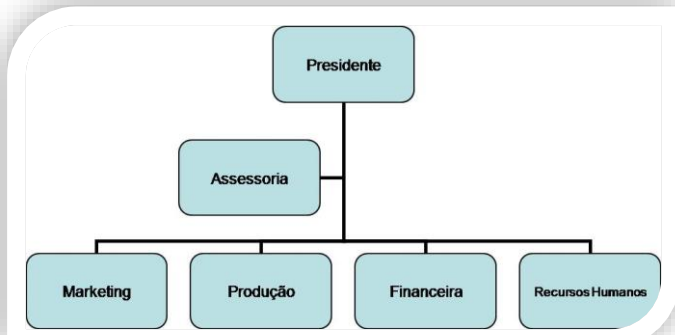 Presidente
Assessoria
Marketing
Produção
Financeira
Recursos Humanos